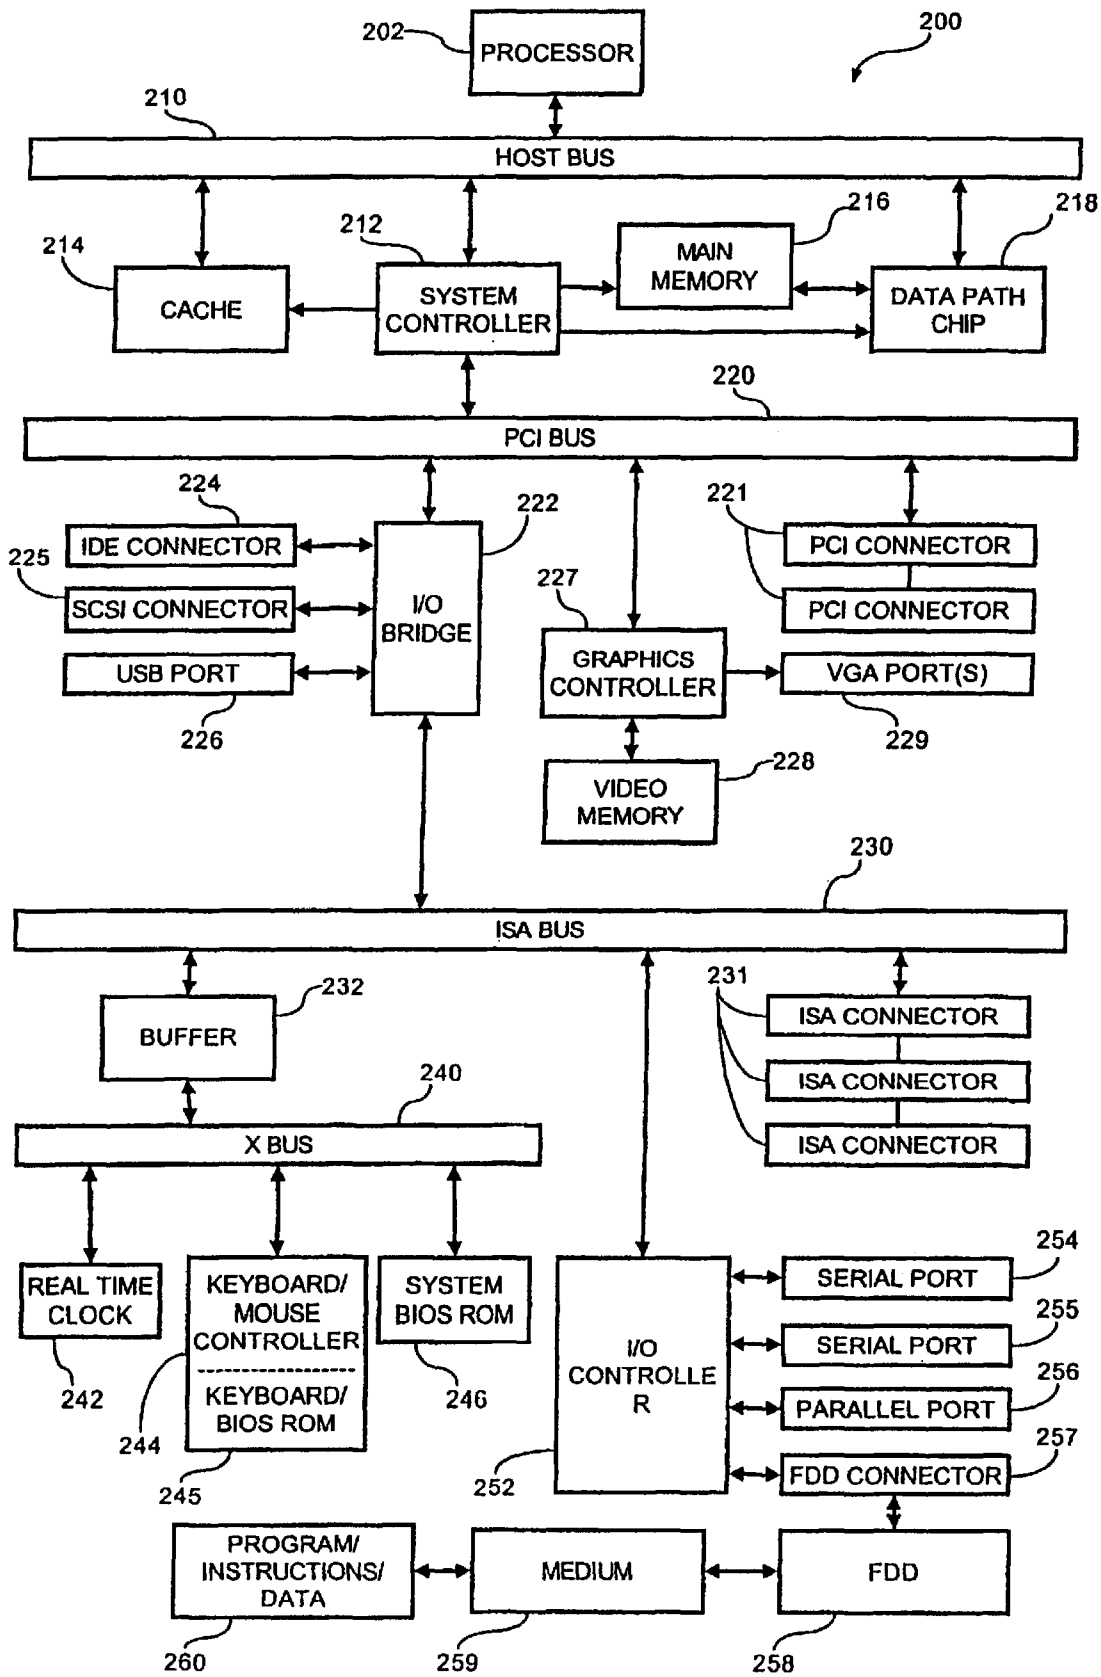 202
PROCESSOR
200
210
HOST BUS
214
CACHE
212
SYSTEM
CONTROLLER
216
MAIN
MEMORY
218
DATA PATH
CHIP
220
PCI BUS
224
IDE CONNECTOR
225
SCSI CONNECTOR
USB PORT
226
222
I/O
BRIDGE
227
GRAPHICS
CONTROLLER
228
VIDEO
MEMORY
221
PCI CONNECTOR
PCI CONNECTOR
VGA PORT(S)
229
230
ISA BUS
232
BUFFER
231
ISA CONNECTOR
ISA CONNECTOR
ISA CONNECTOR
240
X BUS
REAL TIME
CLOCK
242
KEYBOARD/
MOUSE
CONTROLLER
KEYBOARD/
BIOS ROM
244
245
SYSTEM
BIOS ROM
246
I/O
CONTROLLE
R
252
254
SERIAL PORT
255
SERIAL PORT
256
PARALLEL PORT
257
FDD CONNECTOR
PROGRAM/
INSTRUCTIONS/
DATA
260
MEDIUM
259
FDD
258